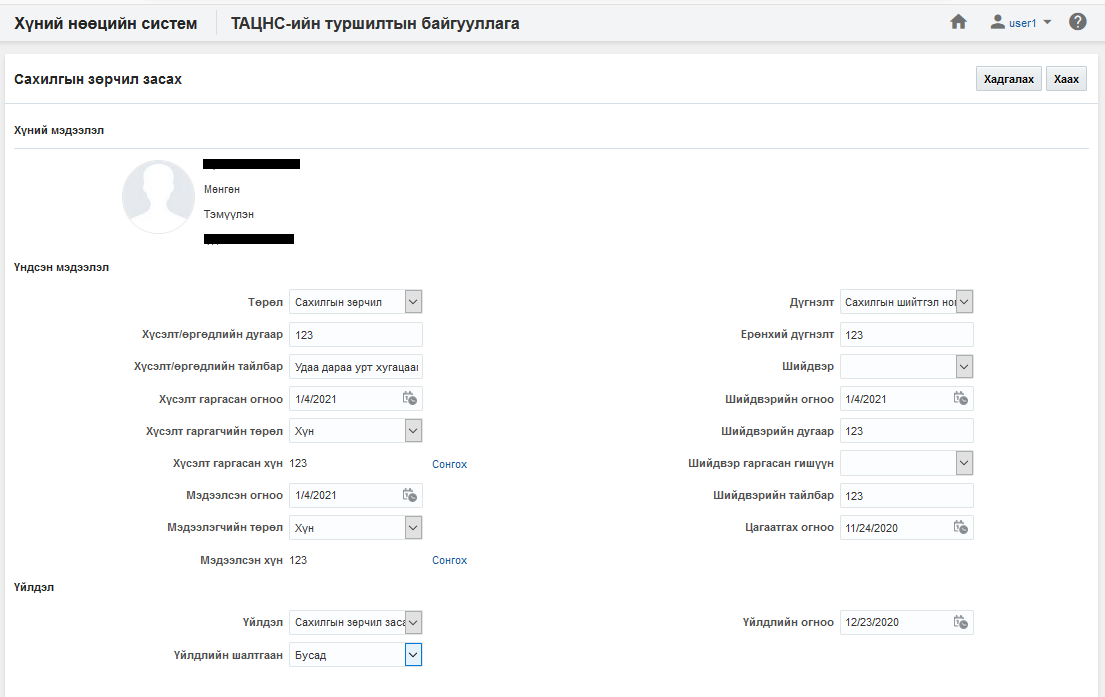 Хүний нөөцийн систем ТАЦНС-ийн туршилтын байгууллага user1
Сахилгын зөрчил засах Хадгалах Хаах
Хүний мэдээлэл
Мөнгөн
Тэмүүлэн
Үндсэн мэдээлэл
Төрөл Сахилгын зөрчил Дүгнэлт Сахилгын шийтгэл ног
Хүсэлт/өргөдлийн дугаар 123 Ерөнхий дүгнэлт 123
Хүсэлт/өргөдлийн тайлбар Удаа дараа урт хугацааг Шийдвэр
Хүсэлт гаргасан огноо 1/4/2021 Шийдвэрийн огноо 1/4/2021
Хүсэлт гаргагчийн төрөл Хүн Шийдвэрийн дугаар 123
Хүсэлт гаргасан хүн 123 Сонгох Шийдвэр гаргасан гишүүн
Мэдээлсэн огноо 1/4/2021 Шийдвэрийн тайлбар 123
Мэдээлэгчийн төрөл Хүн Цагаатгах огноо 11/24/2020
Мэдээлсэн хүн 123 Сонгох
Үйлдэл
Үйлдэл Сахилгын зөрчил заса Үйлдлийн огноо 12/23/2020
Үйлдлийн шалтгаан Бусад